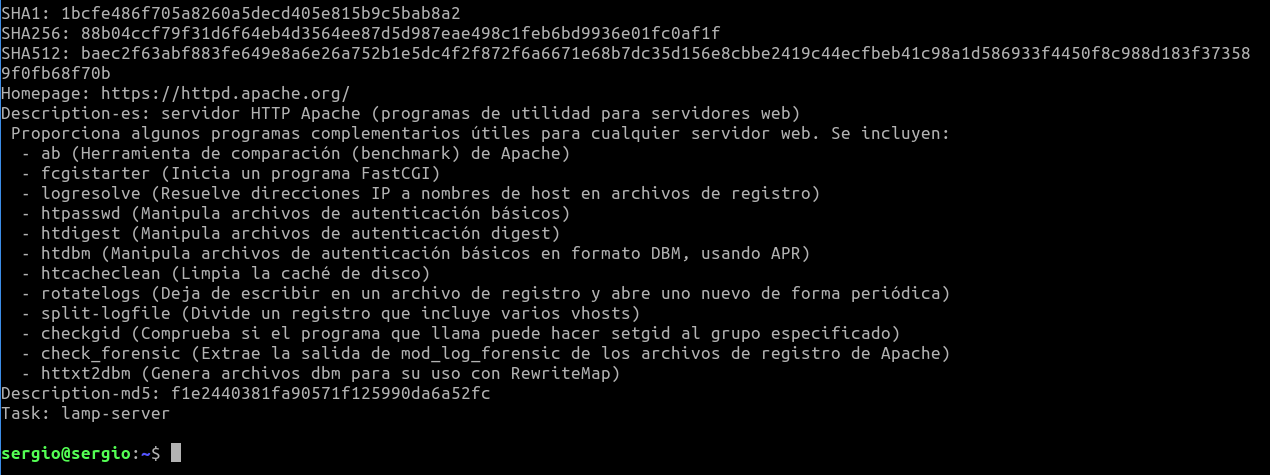 SHA1: 1bcfe486f705a8260a5decd405e815b9c5bab8a2
SHA256: 88b04ccf79f31d6f64eb4d3564ee87d5d987eae498c1feb6bd9936e01fc0af1f
SHA512: baec2f63abf883fe649e8a6e26a752b1e5dc4f2f872f6a6671e68b7dc35d156e8cbbe2419c44ecfbeb41c98a1d586933f4450f8c988d183f37358
9f0fb68f70b
Homepage: https://httpd.apache.org/
Description-es: servidor HTTP Apache (programas de utilidad para servidores web)
 Proporciona algunos programas complementarios útiles para cualquier servidor web. Se incluyen:
  - ab (Herramienta de comparación (benchmark) de Apache)
  - fcgistarter (Inicia un programa FastCGI)
  - logresolve (Resuelve direcciones IP a nombres de host en archivos de registro)
  - htpasswd (Manipula archivos de autenticación básicos)
  - htdigest (Manipula archivos de autenticación digest)
  - htdbm (Manipula archivos de autenticación básicos en formato DBM, usando APR)
  - htcacheclean (Limpia la caché de disco)
  - rotatelogs (Deja de escribir en un archivo de registro y abre uno nuevo de forma periódica)
  - split-logfile (Divide un registro que incluye varios vhosts)
  - checkgid (Comprueba si el programa que llama puede hacer setgid al grupo especificado)
  - check_forensic (Extrae la salida de mod_log_forensic de los archivos de registro de Apache)
  - httxt2dbm (Genera archivos dbm para su uso con RewriteMap)
Description-md5: f1e2440381fa90571f125990da6a52fc
Task: lamp-server
sergio@sergio:~$